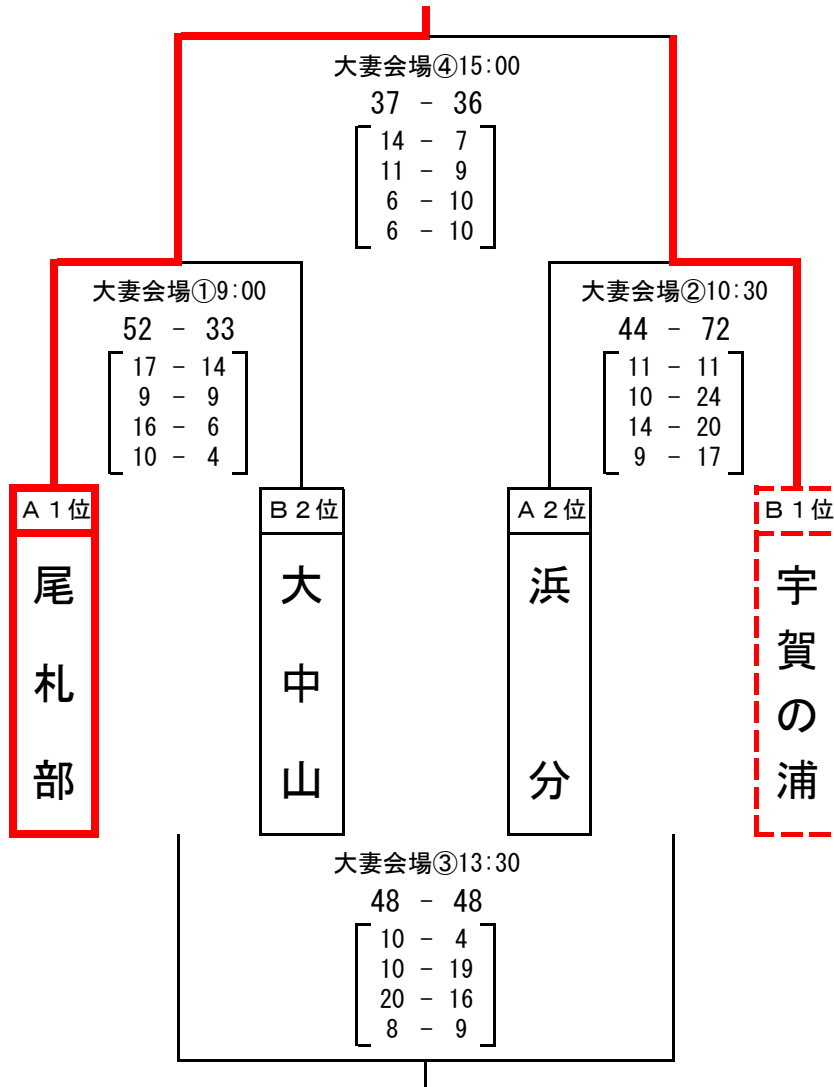 大妻会場④15:00
37 － 36
14 － 7
11 － 9
6 － 10
6 － 10
大妻会場①9:00
52 － 33
17 － 14
9 － 9
16 － 6
10 － 4
大妻会場②10:30
44 － 72
11 － 11
10 － 24
14 － 20
9 － 17
Ａ１位
尾札部
Ｂ２位
大中山
Ａ２位
浜分
Ｂ１位
宇賀の浦
大妻会場③13:30
48 － 48
10 － 4
10 － 19
20 － 16
8 － 9